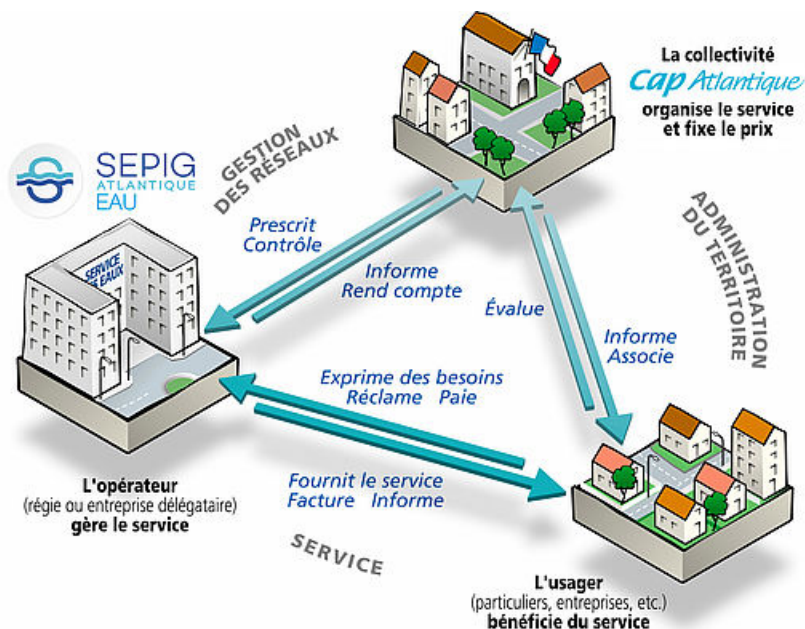 La collectivité
Cap Atlantique
organise le service
et fixe le prix
SEPIG
ATLANTIQUE
EAU
GESTION
DES RÉSEAUX
ADMINISTRATION
DU TERRITOIRE
Prescrit
Contrôle
Informe
Rend compte
Évalue
Informe
Associe
SERVICE
DES EAUX
Exprime des besoins
Réclame Paie
Fournit le service
Facture Informe
L'opérateur
(régie ou entreprise délégataire)
gère le service
SERVICE
L'usager
(particuliers, entreprises, etc.)
bénéficie du service